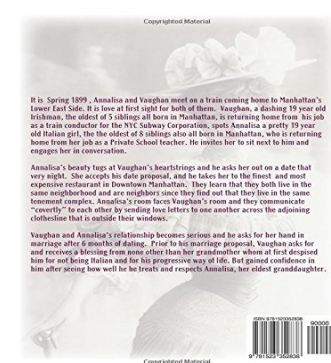 Copyrighted Material
It is Spring 1899 , Annalisa and Vaughan meet on a train coming home to Manhattan's
Lower East Side. It is love at first sight for both of them. Vaughan, a dashing 19 year old
Irishman, the oldest of 5 siblings all born in Manhattan, is returning home from his job
as a train conductor for the NYC Subway Corporation, spots Annalisa a pretty 19 year
old Italian girl, the the oldest of 8 siblings also all born in Manhattan, who is returning
home from her job as a Private School teacher. He invites her to sit next to him and
engages her in conversation.
Annalisa's beauty tugs at Vaughan's heartstrings and he asks her out on a date that
very night. She accepts his date proposal, and he takes her to the finest and most
expensive restaurant in Downtown Manhattan. They learn that they both live in the
same neighborhood and are neighbors since they find out that they live in the same
tenement complex. Annalisa's room faces Vaughan's room and they communicate
"covertly" to each other by sending love letters to one another across the adjoining
clothesline that is outside their windows.
Vaughan and Annalisa's relationship becomes serious and he asks for her hand in
marriage after 6 months of dating. Prior to his marriage proposal, Vaughan asks for
and receives a blessing from none other than her grandmother whom at first despised
him for not being Italian and for his progressive way of life. But gained confidence in
him after seeing how well he he treats and respects Annalisa, her eldest granddaughter.
ISBN 9781523352838
90000
9 781523 352838
Copyrighted Material